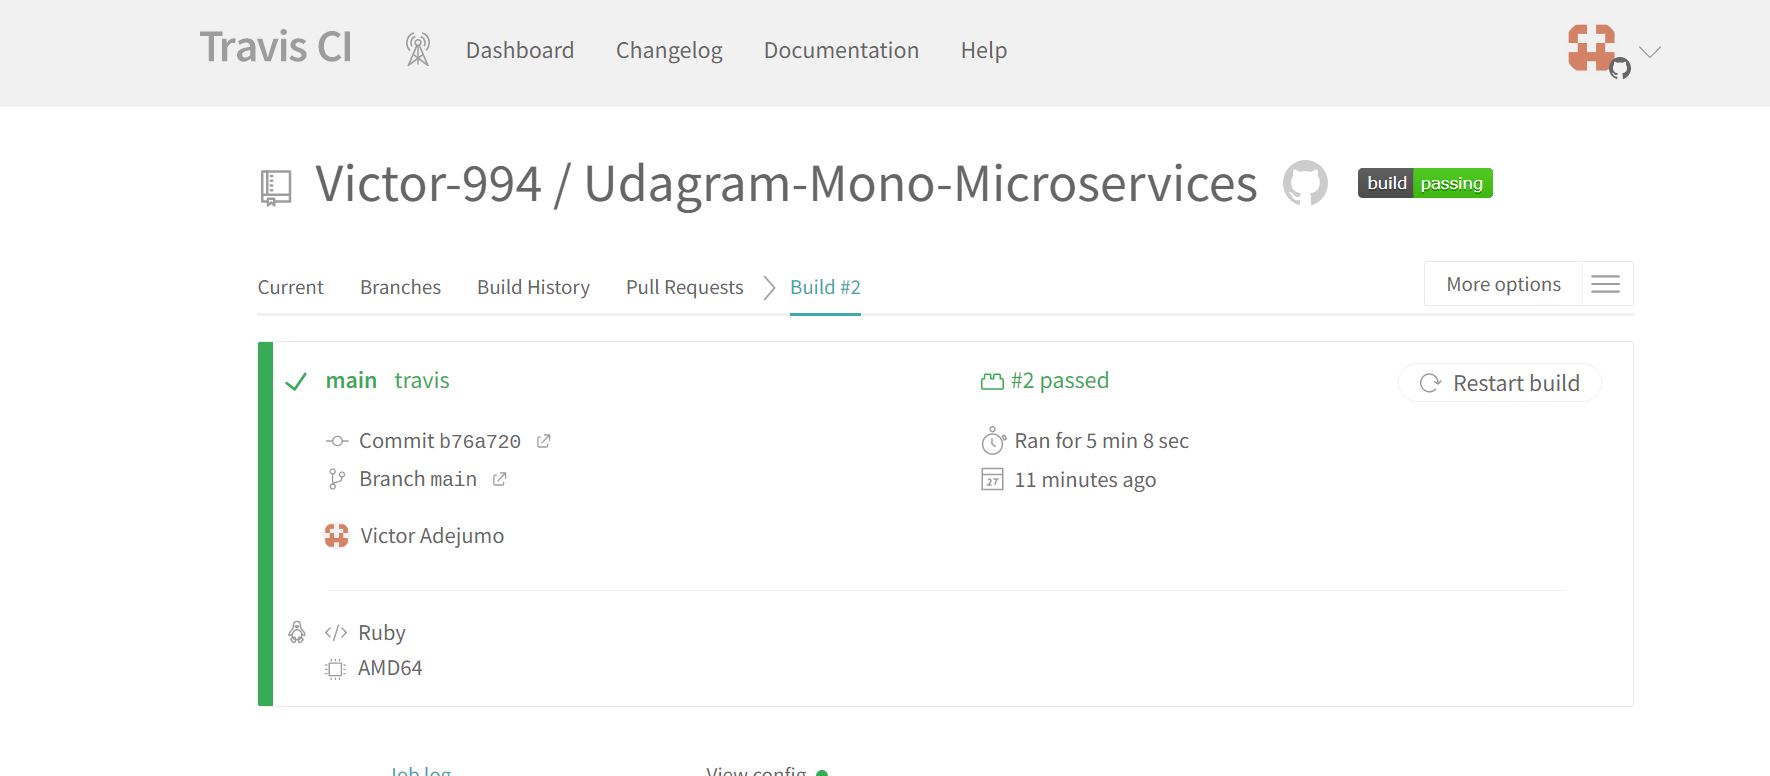 Travis CI Dashboard Changelog Documentation Help
Victor-994 / Udagram-Mono-Microservices build passing
Current Branches Build History Pull Requests Build #2 More options
main travis #2 passed Restart build
Commit b76a720 Ran for 5 min 8 sec
Branch main 11 minutes ago
27
Victor Adejumo
</> Ruby
AMD64
Job log View config